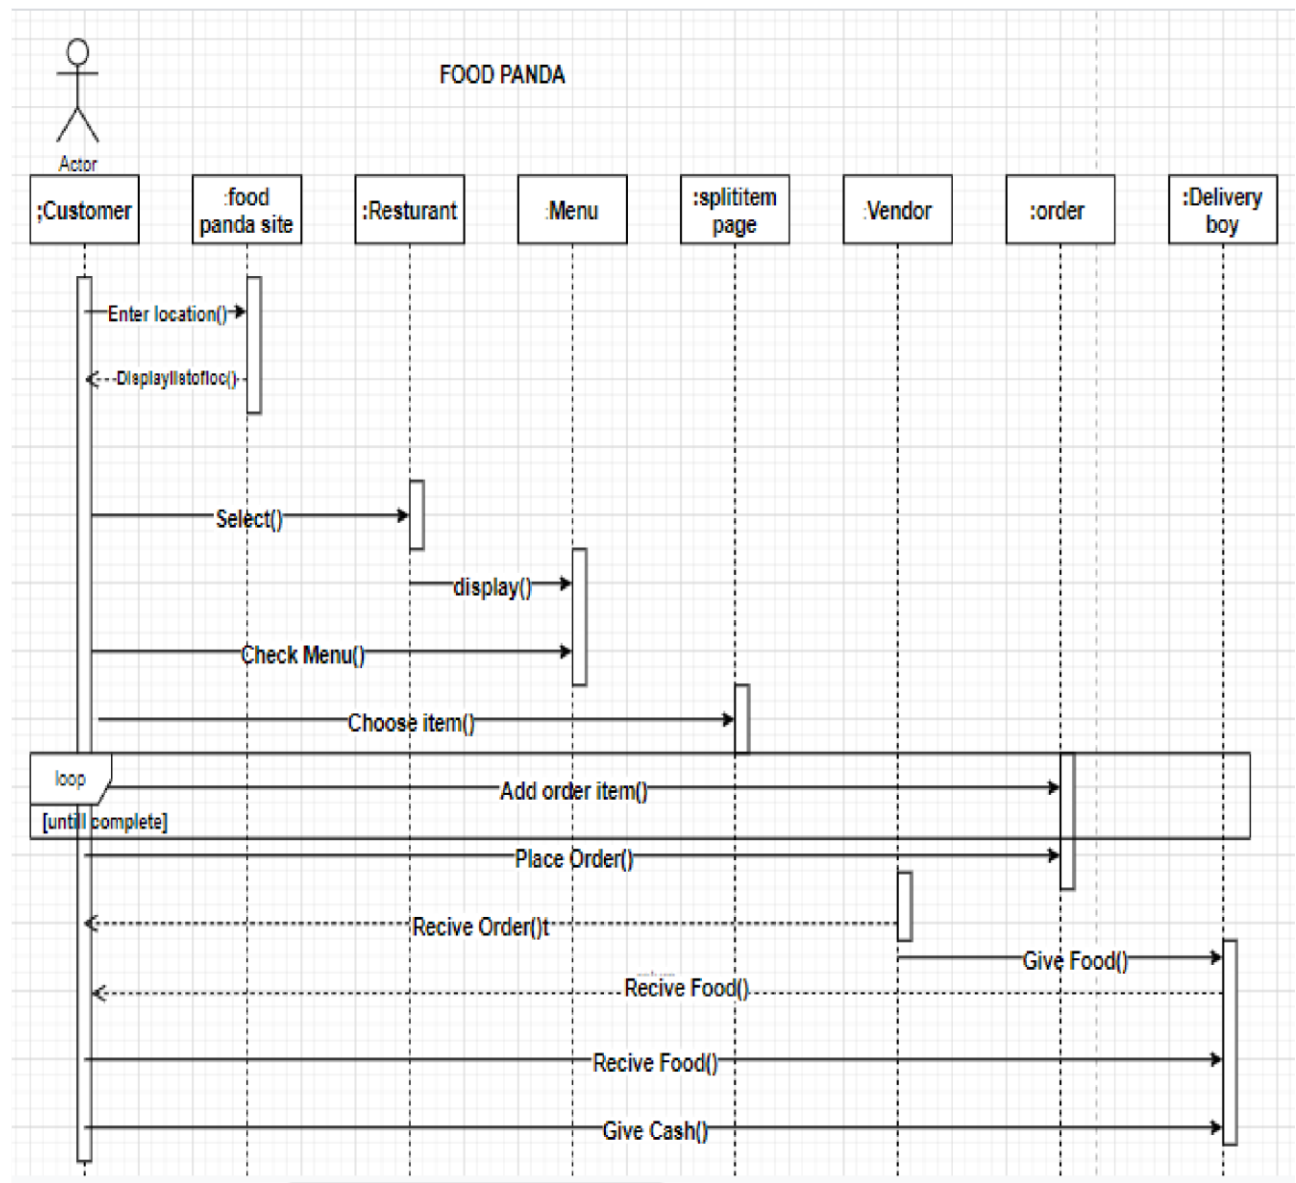 FOOD PANDA
Actor
;Customer
:food
panda site
:Resturant
:Menu
:splititem
page
:Vendor
:order
:Delivery
boy
Enter location()
Displaylistofloc()
Select()
display()
Check Menu()
Choose item()
loop
Add order item()
[untill complete]
Place Order()
Recive Order()t
Give Food()
Recive Food()
Recive Food()
Give Cash()